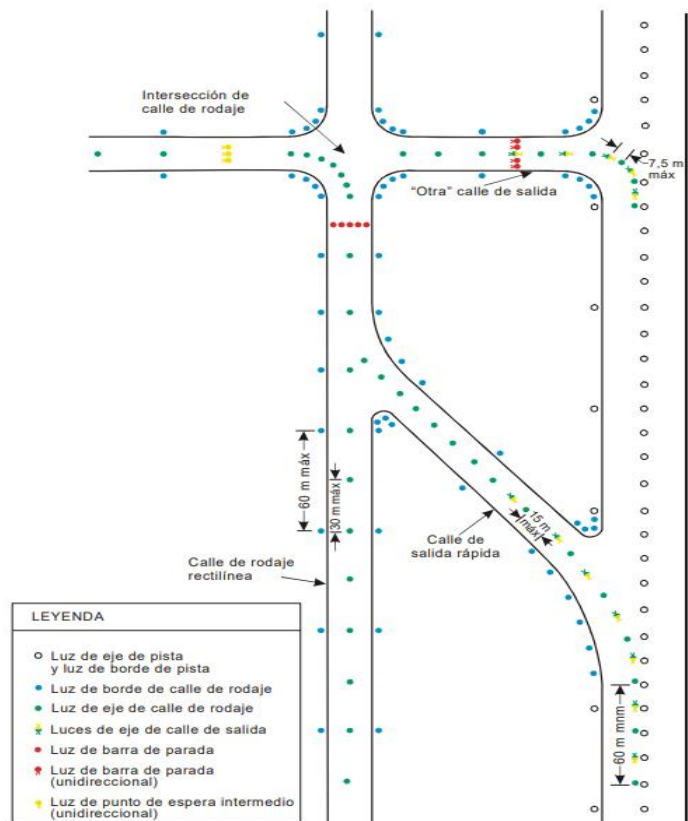 Intersección de
calle de rodaje
7,5 m
máx
"Otra" calle de salida
60 m máx
30 m máx
15 m
máx
Calle de
salida rápida
Calle de rodaje
rectilínea
60 m mnm
LEYENDA
Luz de eje de pista
y luz de borde de pista
Luz de borde de calle de rodaje
Luz de eje de calle de rodaje
Luces de eje de calle de salida
Luz de barra de parada
Luz de barra de parada
(unidireccional)
Luz de punto de espera intermedio
(unidireccional)